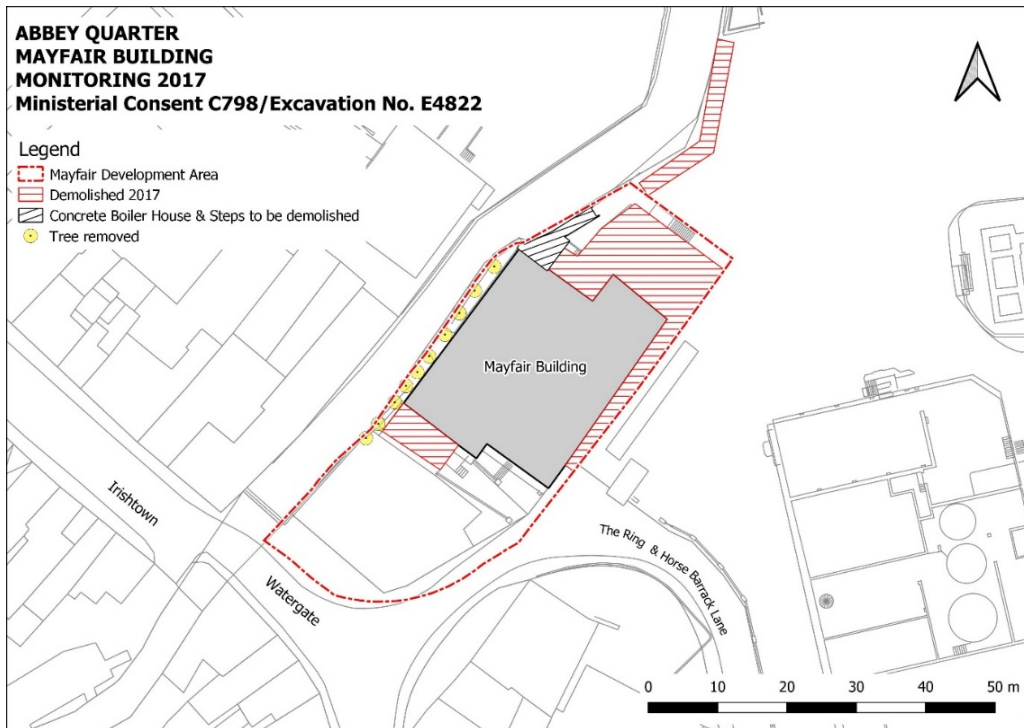 ABBEY QUARTER
MAYFAIR BUILDING
MONITORING 2017
Ministerial Consent C798/Excavation No. E4822
Legend
Mayfair Development Area
Demolished 2017
Concrete Boiler House & Steps to be demolished
Tree removed
Mayfair Building
Irishtown
Watergate
The Ring & Horse Barrack Lane
0 10 20 30 40 50 m